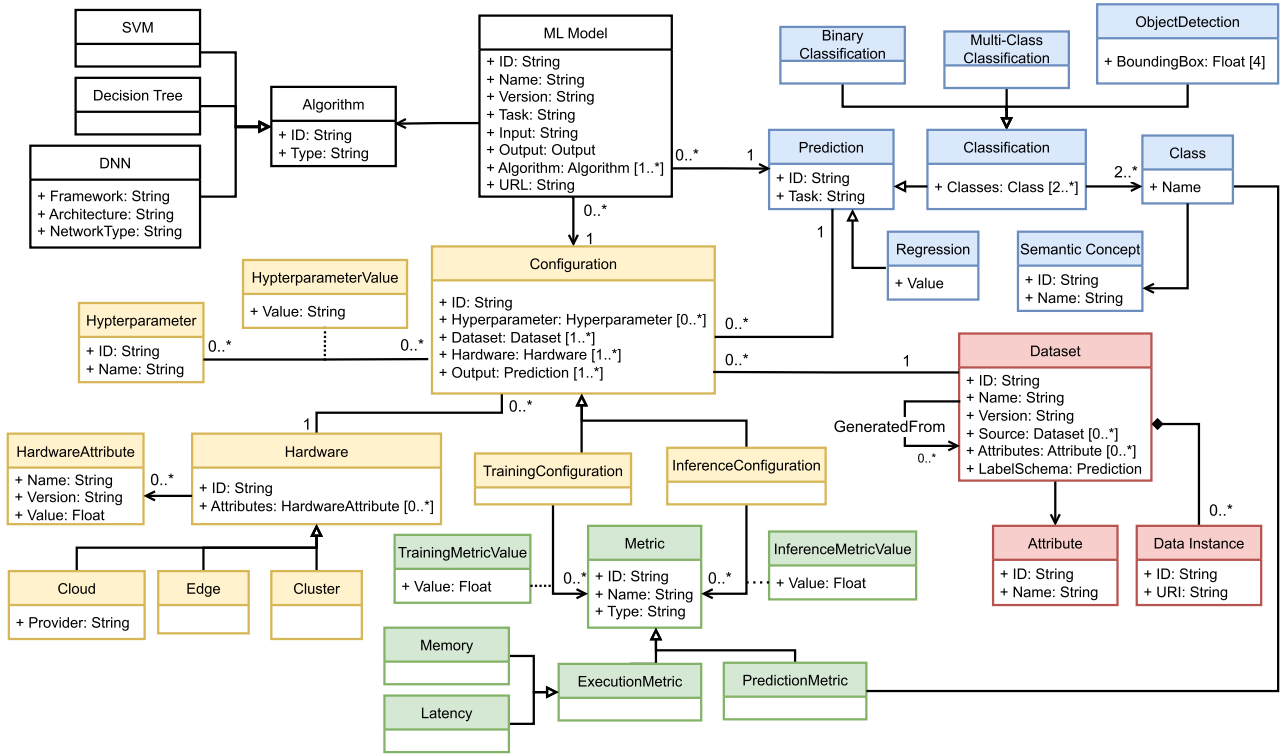 SVM
Decision Tree
DNN
+ Framework: String
+ Architecture: String
+ NetworkType: String
Algorithm
+ ID: String
+ Type: String
ML Model
+ ID: String
+ Name: String
+ Version: String
+ Task: String
+ Input: String
+ Output: Output
+ Algorithm: Algorithm [1..*]
+ URL: String
0..*
1
0..*
1
Binary
Classification
Multi-Class
Classification
ObjectDetection
+ BoundingBox: Float [4]
Prediction
+ ID: String
+ Task: String
Classification
+ Classes: Class [2..*]
2..*
Class
+ Name
1
Regression
+ Value
Semantic Concept
+ ID: String
+ Name: String
Configuration
+ ID: String
+ Hyperparameter: Hyperparameter [0..*]
+ Dataset: Dataset [1..*]
+ Hardware: Hardware [1..*]
+ Output: Prediction [1..*]
0..*
0..*
1
HypterparameterValue
+ Value: String
Hypterparameter
+ ID: String
+ Name: String
0..*
0..*
0..*
1
Dataset
+ ID: String
+ Name: String
+ Version: String
+ Source: Dataset [0..*]
+ Attributes: Attribute [0..*]
+ LabelSchema: Prediction
GeneratedFrom
0..*
0..*
HardwareAttribute
+ Name: String
+ Version: String
+ Value: Float
0..*
Hardware
+ ID: String
+ Attributes: HardwareAttribute [0..*]
TrainingConfiguration
InferenceConfiguration
Cloud
+ Provider: String
Edge
Cluster
TrainingMetricValue
+ Value: Float
0..*
Metric
+ ID: String
+ Name: String
+ Type: String
0..*
InferenceMetricValue
+ Value: Float
Attribute
+ ID: String
+ Name: String
Data Instance
+ ID: String
+ URI: String
Memory
Latency
ExecutionMetric
PredictionMetric